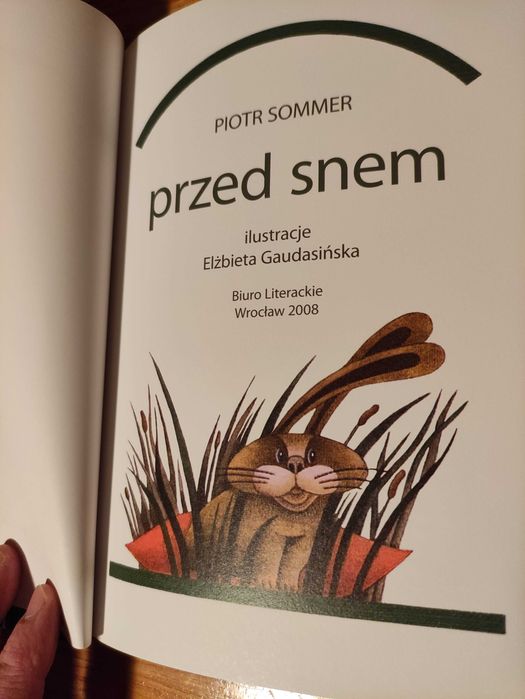 PIOTR SOMMER
przed snem
ilustracje
Elżbieta Gaudasińska
Biuro Literackie
Wrocław 2008